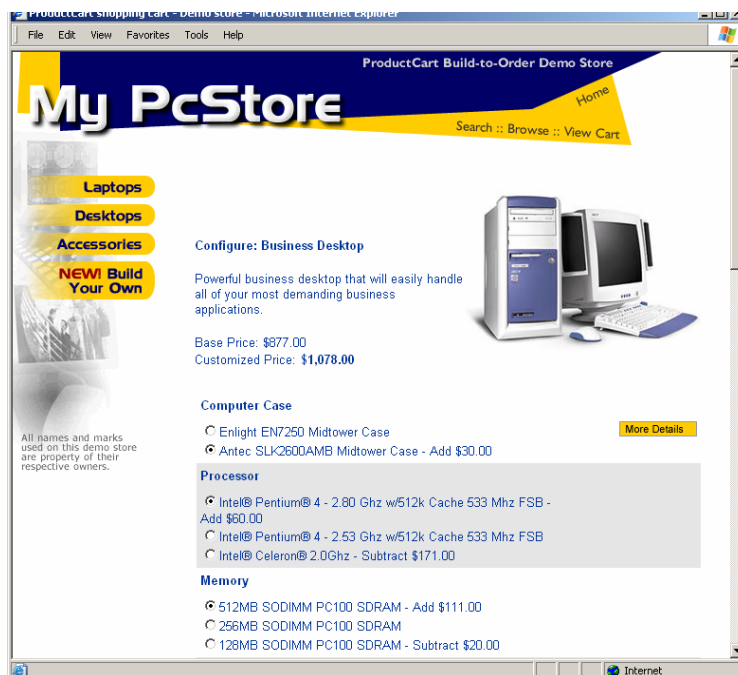 ProductCart shopping cart - Demo store - Microsoft Internet Explorer
File Edit View Favorites Tools Help
ProductCart Build-to-Order Demo Store
My PcStore
Home
Search :: Browse :: View Cart
Laptops
Desktops
Accessories
NEW! Build
Your Own
All names and marks
used on this demo store
are property of their
respective owners.
Configure: Business Desktop
Powerful business desktop that will easily handle
all of your most demanding business
applications.
Base Price: $877.00
Customized Price: $1,078.00
Computer Case
Enlight EN7250 Midtower Case
More Details
Antec SLK2600AMB Midtower Case - Add $30.00
Processor
Intel® Pentium® 4 - 2.80 Ghz w/512k Cache 533 Mhz FSB -
Add $60.00
Intel® Pentium® 4 - 2.53 Ghz w/512k Cache 533 Mhz FSB
Intel® Celeron® 2.0Ghz - Subtract $171.00
Memory
512MB SODIMM PC100 SDRAM - Add $111.00
256MB SODIMM PC100 SDRAM
128MB SODIMM PC100 SDRAM - Subtract $20.00
Internet